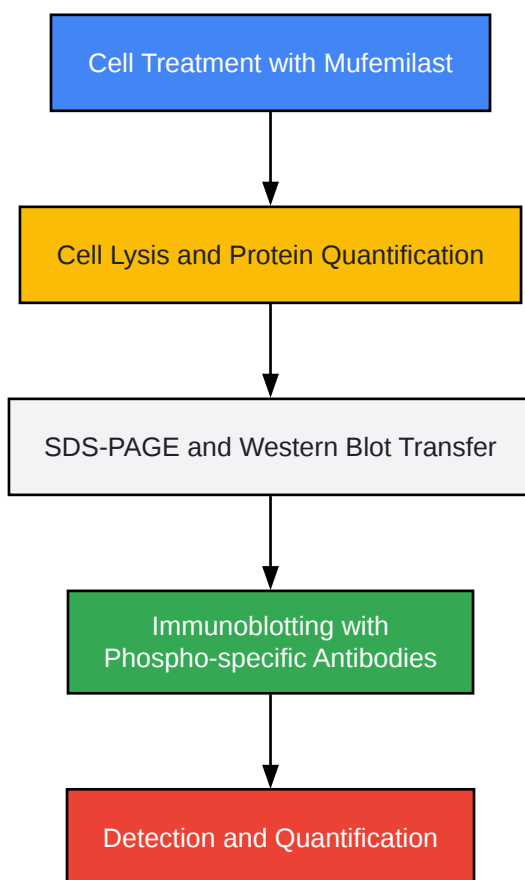 Cell Treatment with Mufemilast
Cell Lysis and Protein Quantification
SDS-PAGE and Western Blot Transfer
Immunoblotting with
Phospho-specific Antibodies
Detection and Quantification